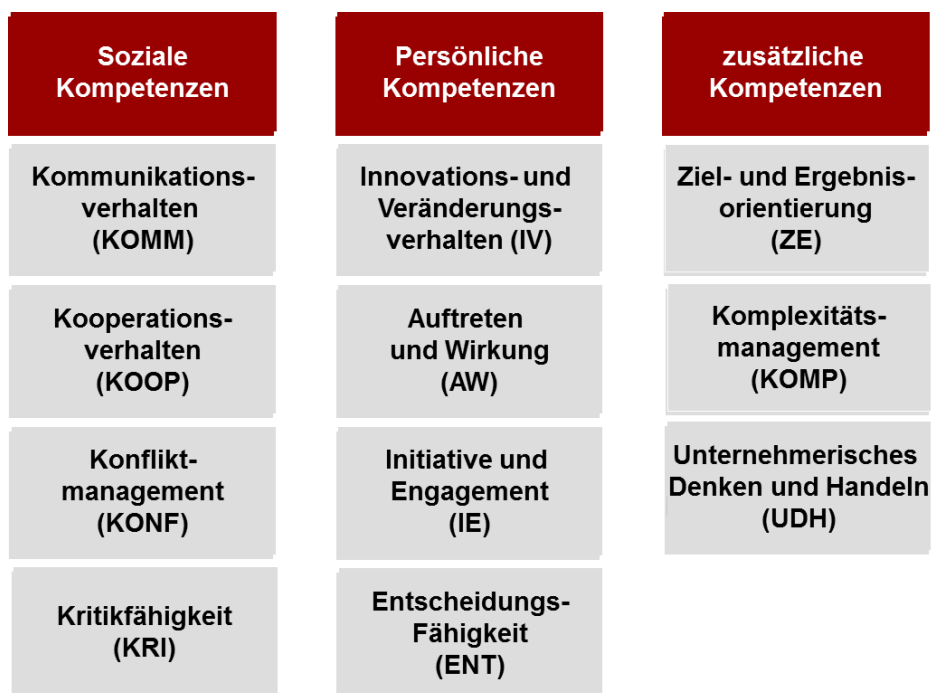 Soziale
Kompetenzen
Kommunikations-
verhalten
(KOMM)
Kooperations-
verhalten
(KOOP)
Konflikt-
management
(KONF)
Kritikfähigkeit
(KRI)
Persönliche
Kompetenzen
Innovations- und
Veränderungs-
verhalten (IV)
Auftreten
und Wirkung
(AW)
Initiative und
Engagement
(IE)
Entscheidungs-
Fähigkeit
(ENT)
zusätzliche
Kompetenzen
Ziel- und Ergebnis-
orientierung
(ZE)
Komplexitäts-
management
(KOMP)
Unternehmerisches
Denken und Handeln
(UDH)